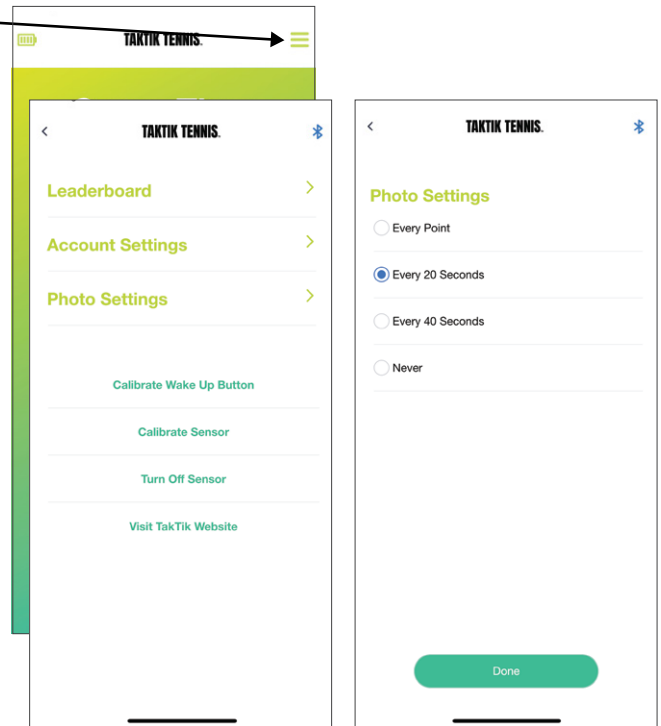 TAKTIK TENNIS.
TAKTIK TENNIS.
Leaderboard
Account Settings
Photo Settings
Calibrate Wake Up Button
Calibrate Sensor
Turn Off Sensor
Visit TakTik Website
TAKTIK TENNIS.
Photo Settings
Every Point
Every 20 Seconds
Every 40 Seconds
Never
Done